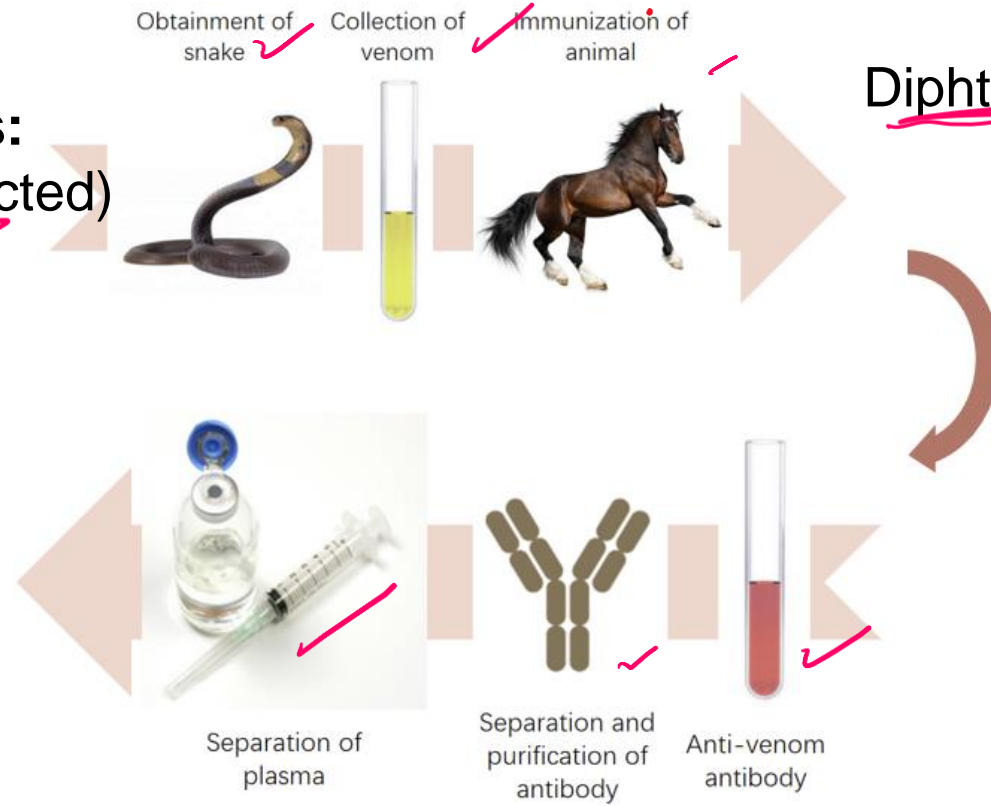 Obtainment of
snake
Collection of
venom
Immunization of
animal
Dipht
s:
cted)
Separation of
plasma
Separation and
purification of
antibody
Anti-venom
antibody